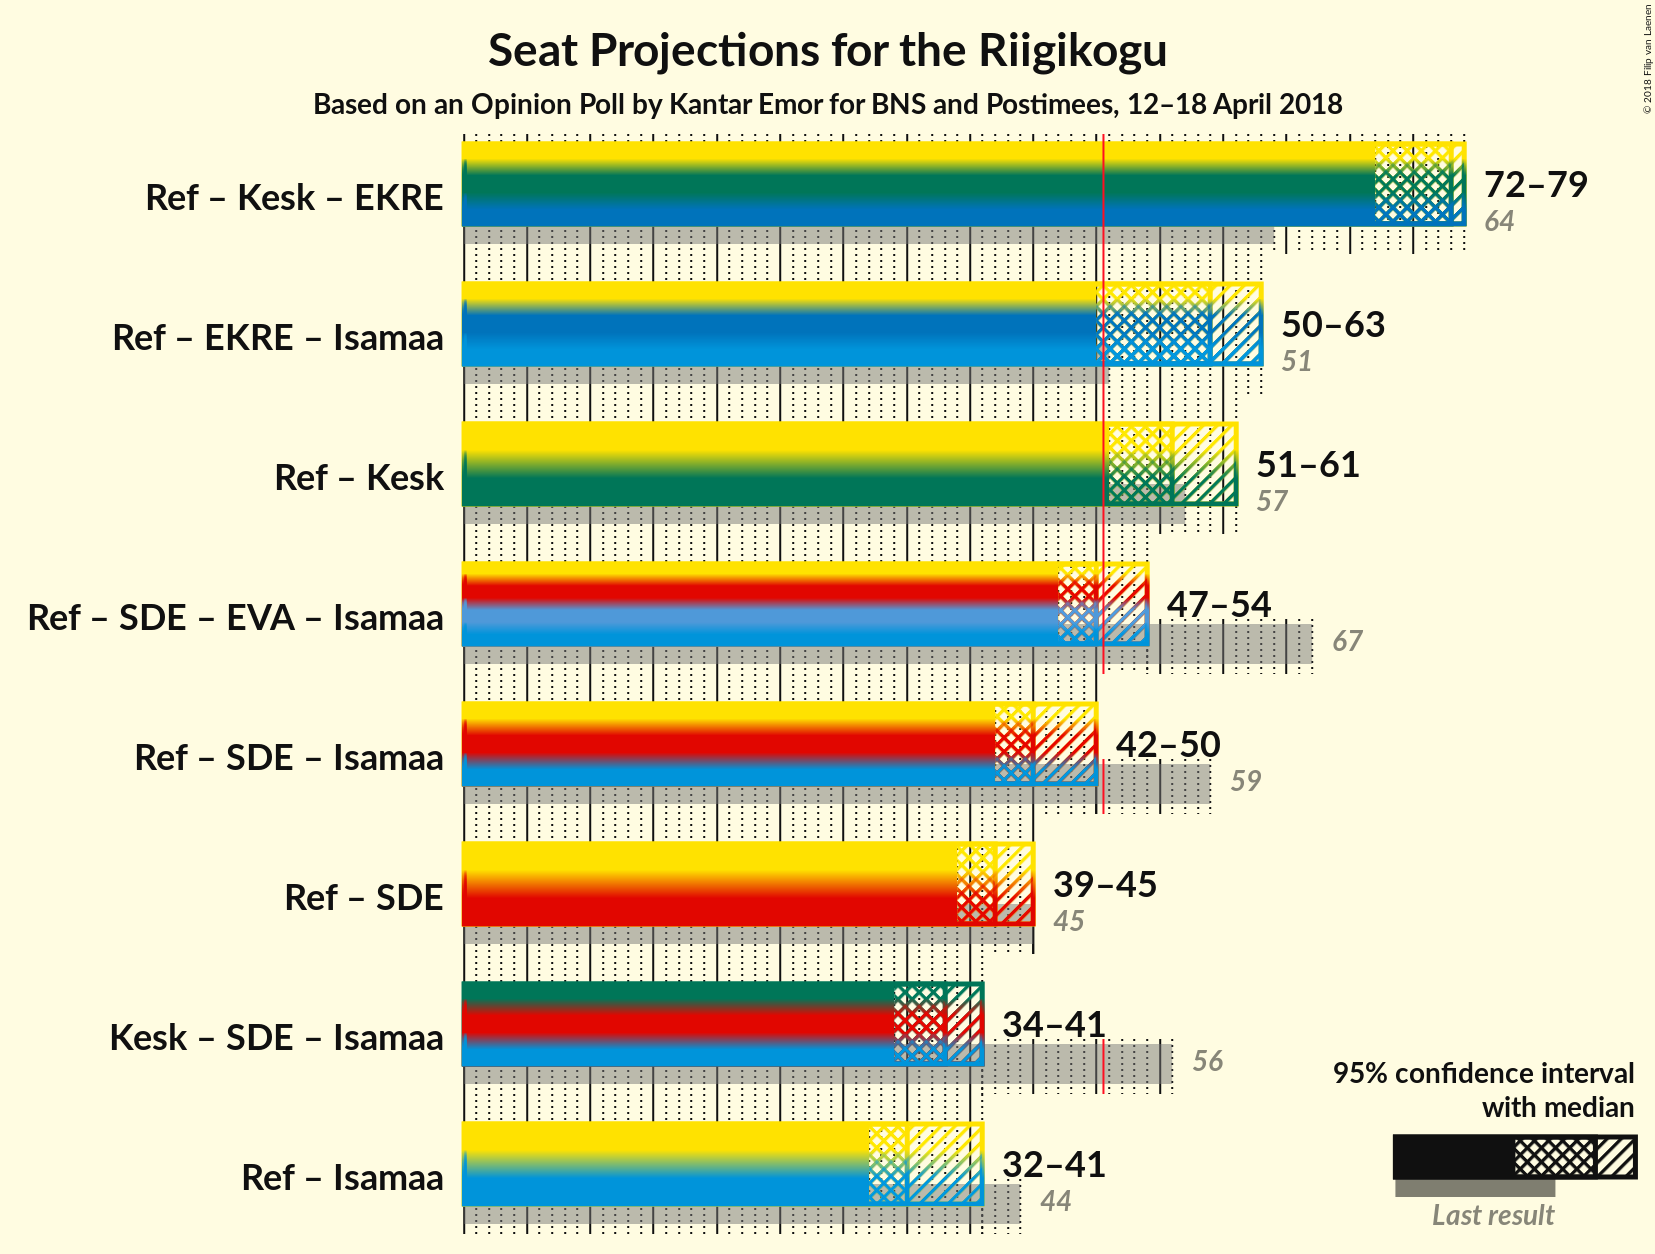 Seat Projections for the Riigikogu
Based on an Opinion Poll by Kantar Emor for BNS and Postimees, 12–18 April 2018
© 2018 Filip van Laenen
Ref – Kesk – EKRE
72–79
64
Ref – EKRE – Isamaa
50–63
51
Ref – Kesk
51–61
57
Ref – SDE – EVA – Isamaa
47–54
67
Ref – SDE – Isamaa
42–50
59
Ref – SDE
39–45
45
Kesk – SDE – Isamaa
34–41
56
Ref – Isamaa
32–41
44
95% confidence interval
with median
Last result